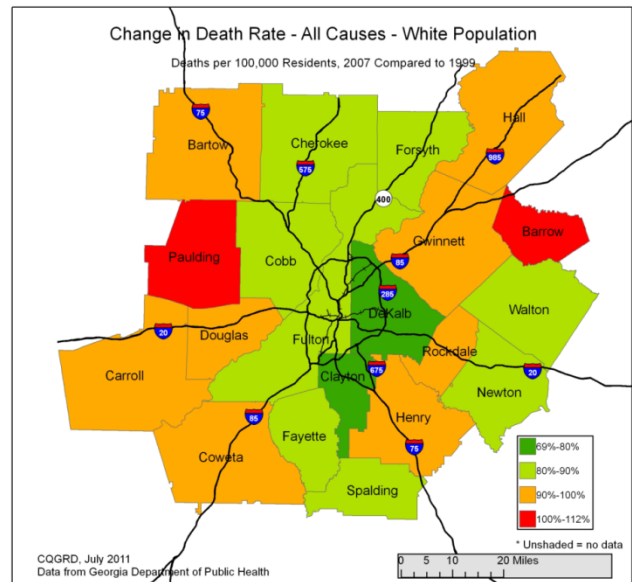 Change in Death Rate - All Causes - White Population
Deaths per 100,000 Residents, 2007 Compared to 1999
75
Bartow
Cherokee
575
Forsyth
Hall
985
400
Paulding
Cobb
Gwinnett
85
Barrow
285
DeKalb
Walton
20
Douglas
Fulton
Rockdale
Carroll
Clayton
675
20
Newton
85
Henry
Fayette
75
Coweta
Spalding
69%-80%
80%-90%
90%-100%
100%-112%
* Unshaded = no data
0 5 10 20 Miles
CQGRD, July 2011
Data from Georgia Department of Public Health